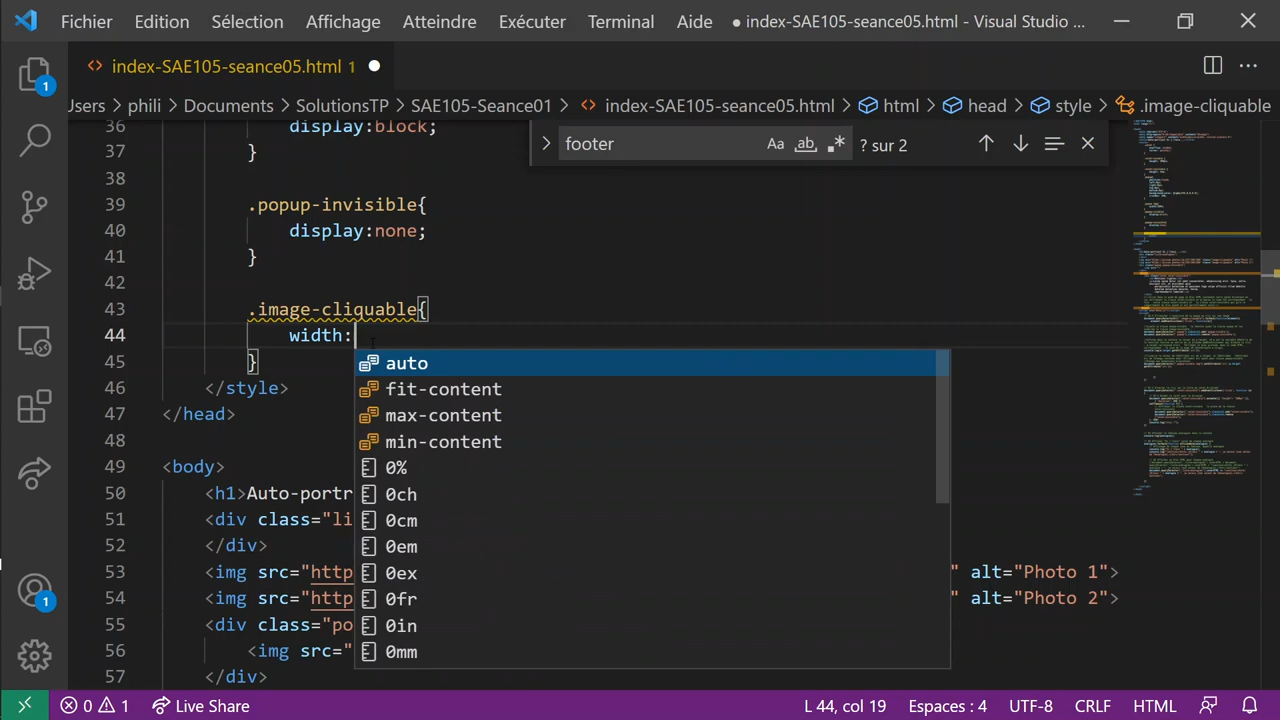 Fichier Edition Sélection Affichage Atteindre Exécuter Terminal Aide ● index-SAE105-seance05.html - Visual Studio ...
index-SAE105-seance05.html 1 ●
Users > phili > Documents > SolutionsTP > SAE105-Seance01 > index-SAE105-seance05.html > html > head > style > .image-cliquable
footer Aa ab ? sur 2
36 display:block;
37 }
38
39 .popup-invisible{
40 display:none;
41 }
42
43 .image-cliquable{
44 width:
45 }
46 </style>
47 </head>
48
49 <body>
50 <h1>Auto-portr
51 <div class="li
52 </div>
53 <img src="http " alt="Photo 1">
54 <img src="http " alt="Photo 2">
55 <div class="po
56 <img src="
57 </div>
auto
fit-content
max-content
min-content
0%
0ch
0cm
0em
0ex
0fr
0in
0mm
1
1
0 1 Live Share L 44, col 19 Espaces : 4 UTF-8 CRLF HTML